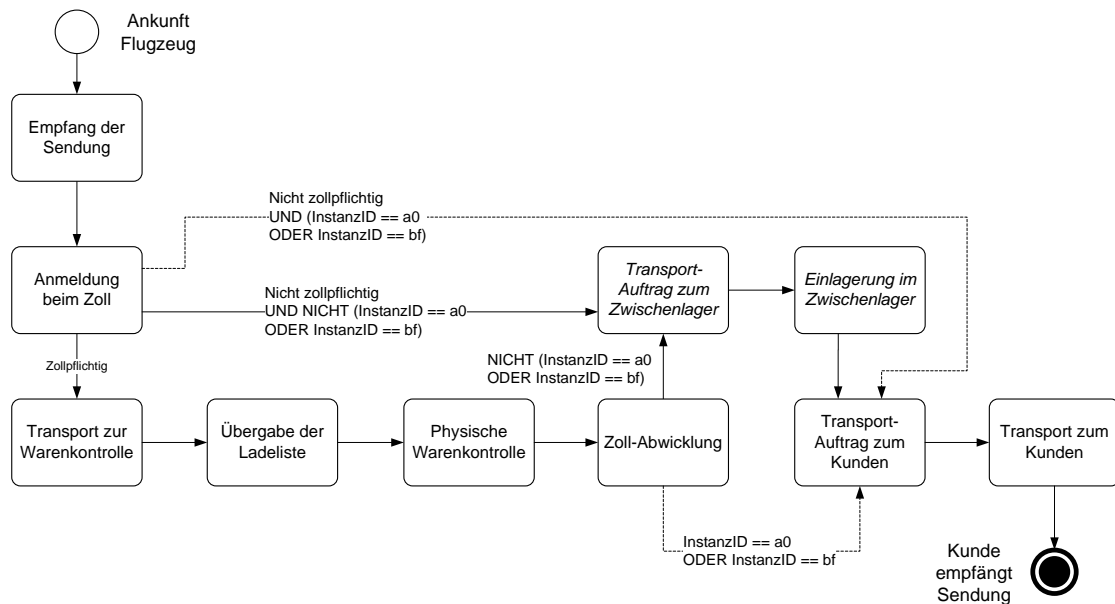 Ankunft
Flugzeug
Empfang der
Sendung
Nicht zollpflichtig
UND (InstanzID == a0
ODER InstanzID == bf)
Anmeldung
beim Zoll
Nicht zollpflichtig
UND NICHT (InstanzID == a0
ODER InstanzID == bf)
Transport-
Auftrag zum
Zwischenlager
Einlagerung im
Zwischenlager
Zollpflichtig
NICHT (InstanzID == a0
ODER InstanzID == bf)
Transport zur
Warenkontrolle
Übergabe der
Ladeliste
Physische
Warenkontrolle
Zoll-Abwicklung
Transport-
Auftrag zum
Kunden
Transport zum
Kunden
InstanzID == a0
ODER InstanzID == bf
Kunde
empfängt
Sendung